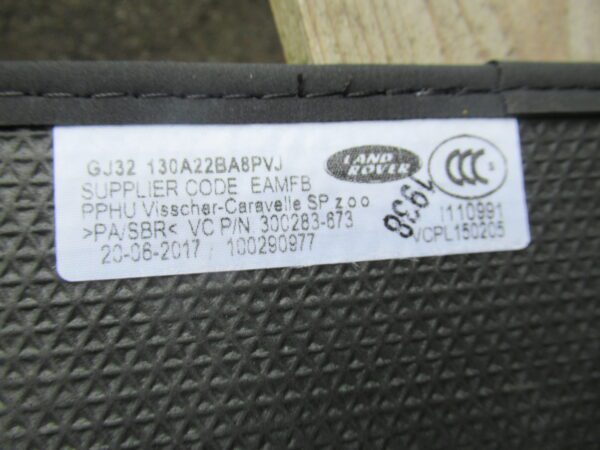 GJ32 130A22BA8PVJ
LAND ROVER
CCC
SUPPLIER CODE EAMFB
PPHU Visscher-Caravelle SP z o o
>PA/SBR< VC P/N 300283-673
20-06-2017 / 100290977
1938
I110991
VCPL150205